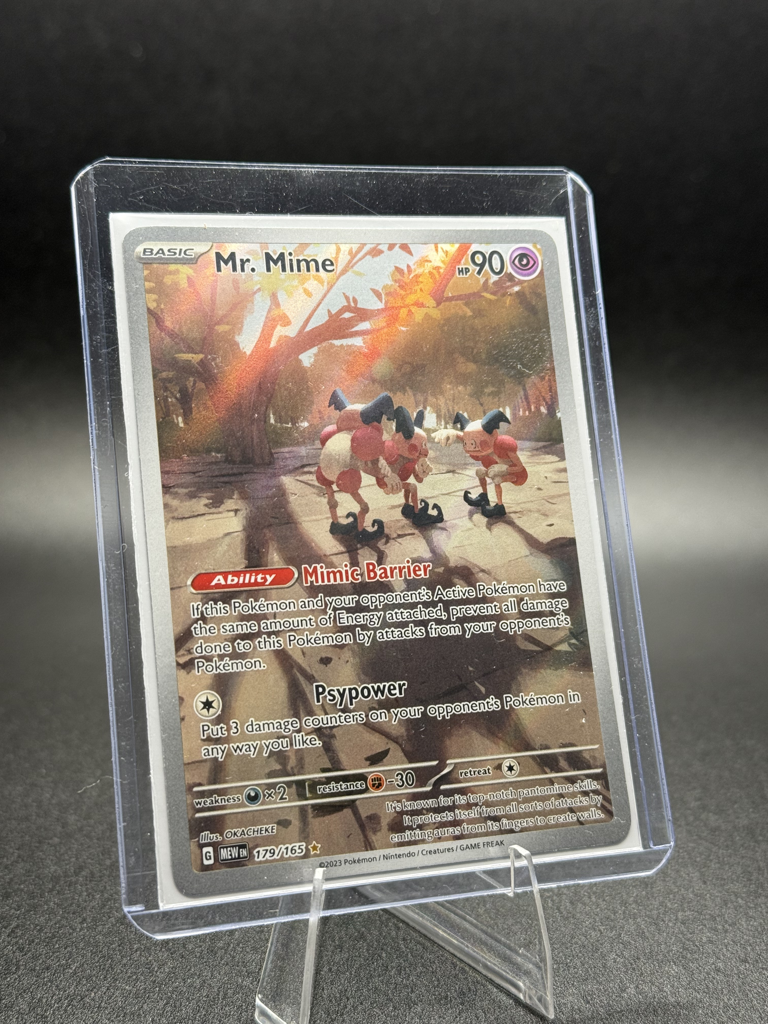 BASIC Mr. Mime HP 90
Ability Mimic Barrier
If this Pokémon and your opponent's Active Pokémon have
the same amount of Energy attached, prevent all damage
done to this Pokémon by attacks from your opponent's
Pokémon.
Psypower
Put 3 damage counters on your opponent's Pokémon in
any way you like.
weakness ×2 resistance -30 retreat
It's known for its top-notch pantomime skills.
It protects itself from all sorts of attacks by
emitting auras from its fingers to create walls.
Illus. OKACHEKE
G MEW EN 179/165
©2023 Pokémon / Nintendo / Creatures / GAME FREAK